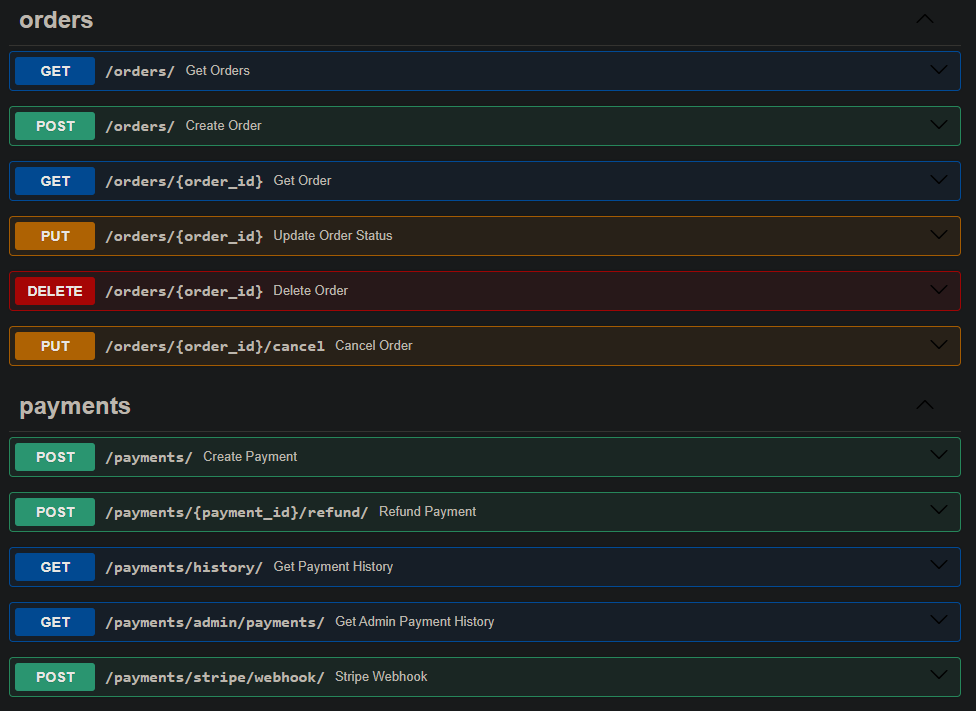 orders
GET /orders/ Get Orders
POST /orders/ Create Order
GET /orders/{order_id} Get Order
PUT /orders/{order_id} Update Order Status
DELETE /orders/{order_id} Delete Order
PUT /orders/{order_id}/cancel Cancel Order
payments
POST /payments/ Create Payment
POST /payments/{payment_id}/refund/ Refund Payment
GET /payments/history/ Get Payment History
GET /payments/admin/payments/ Get Admin Payment History
POST /payments/stripe/webhook/ Stripe Webhook